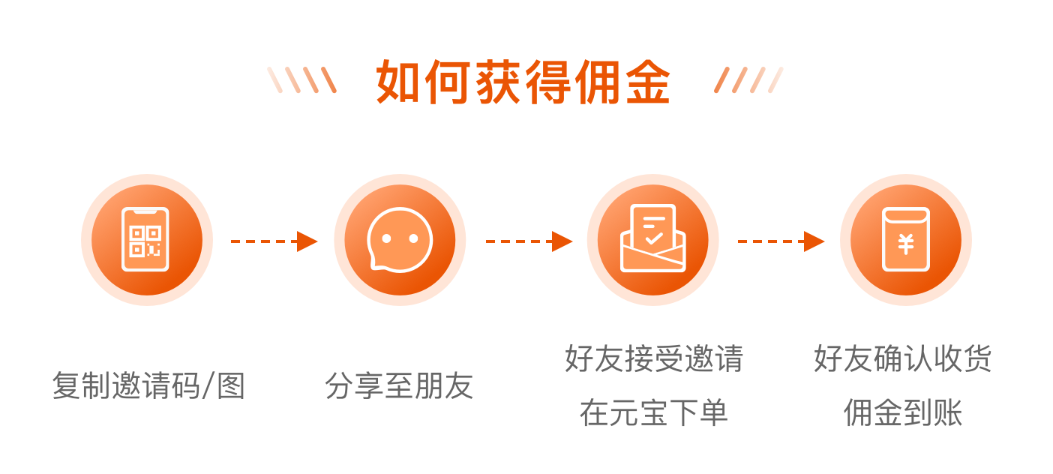 如何获得佣金
复制邀请码/图
分享至朋友
好友接受邀请
在元宝下单
¥
好友确认收货
佣金到账